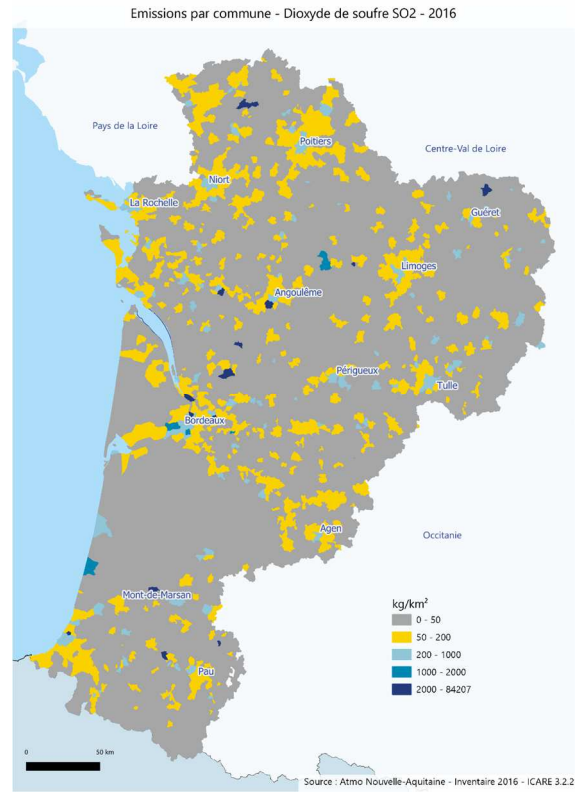 Emissions par commune - Dioxyde de soufre SO2 - 2016
Pays de la Loire
Poitiers
Centre-Val de Loire
Niort
La Rochelle
Guéret
Limoges
Angoulême
Périgueux
Tulle
Bordeaux
Agen
Occitanie
Mont-de-Marsan
Pau
kg/km²
0 - 50
50 - 200
200 - 1000
1000 - 2000
2000 - 84207
0 50 km
Source : Atmo Nouvelle-Aquitaine - Inventaire 2016 - ICARE 3.2.2